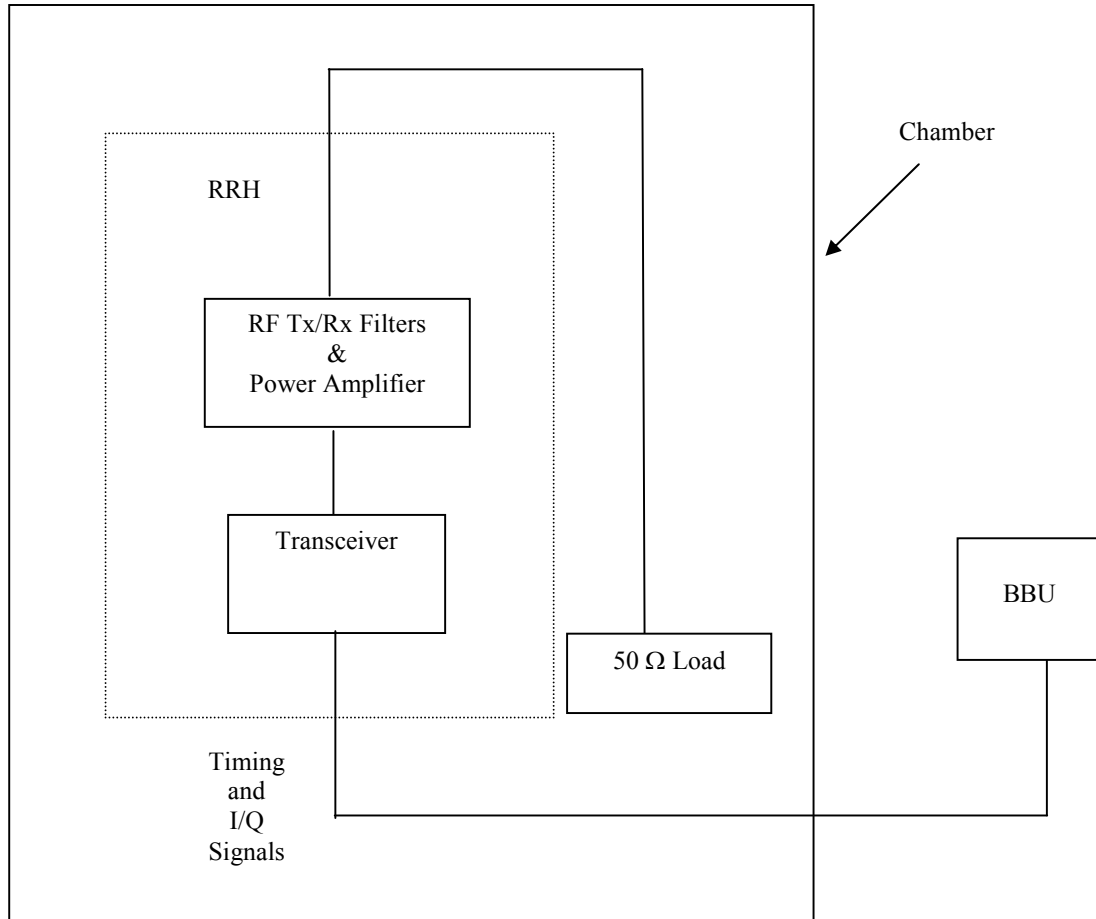 Chamber
RRH
RF Tx/Rx Filters
&
Power Amplifier
Transceiver
BBU
50 Ω Load
Timing
and
I/Q
Signals